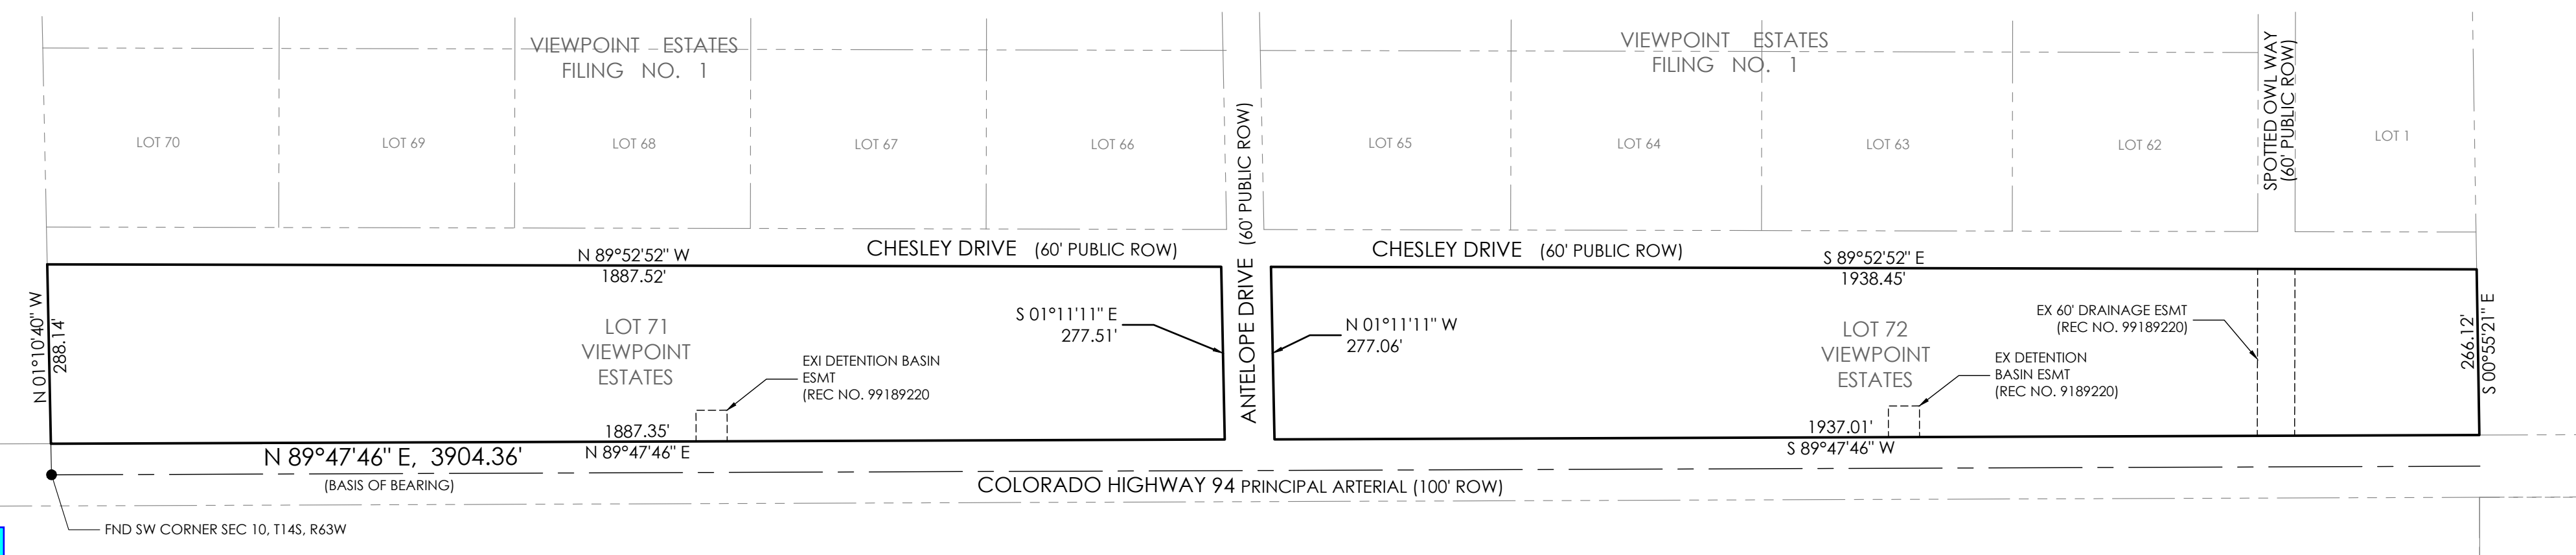 VIEWPOINT ESTATES
FILING NO. 1
VIEWPOINT ESTATES
FILING NO. 1
SPOTTED OWL WAY
(60' PUBLIC ROW)
LOT 70
LOT 69
LOT 68
LOT 67
LOT 66
LOT 65
LOT 64
LOT 63
LOT 62
LOT 1
ANTELOPE DRIVE (60' PUBLIC ROW)
CHESLEY DRIVE (60' PUBLIC ROW)
CHESLEY DRIVE (60' PUBLIC ROW)
N 89°52'52" W
1887.52'
S 89°52'52" E
1938.45'
N 01°10'40" W
288.14'
LOT 71
VIEWPOINT
ESTATES
S 01°11'11" E
277.51'
N 01°11'11" W
277.06'
LOT 72
VIEWPOINT
ESTATES
EX 60' DRAINAGE ESMT
(REC NO. 99189220)
266.12'
S 00°55'21" E
EXI DETENTION BASIN
ESMT
(REC NO. 99189220
EX DETENTION
BASIN ESMT
(REC NO. 9189220)
1887.35'
N 89°47'46" E
1937.01'
S 89°47'46" W
N 89°47'46" E, 3904.36'
(BASIS OF BEARING)
COLORADO HIGHWAY 94 PRINCIPAL ARTERIAL (100' ROW)
FND SW CORNER SEC 10, T14S, R63W